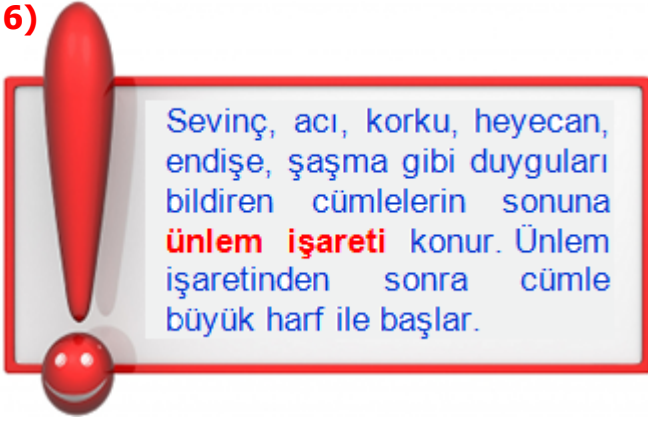 6)
Sevinç, acı, korku, heyecan,
endişe, şaşma gibi duyguları
bildiren cümlelerin sonuna
ünlem işareti konur. Ünlem
işaretinden sonra cümle
büyük harf ile başlar.